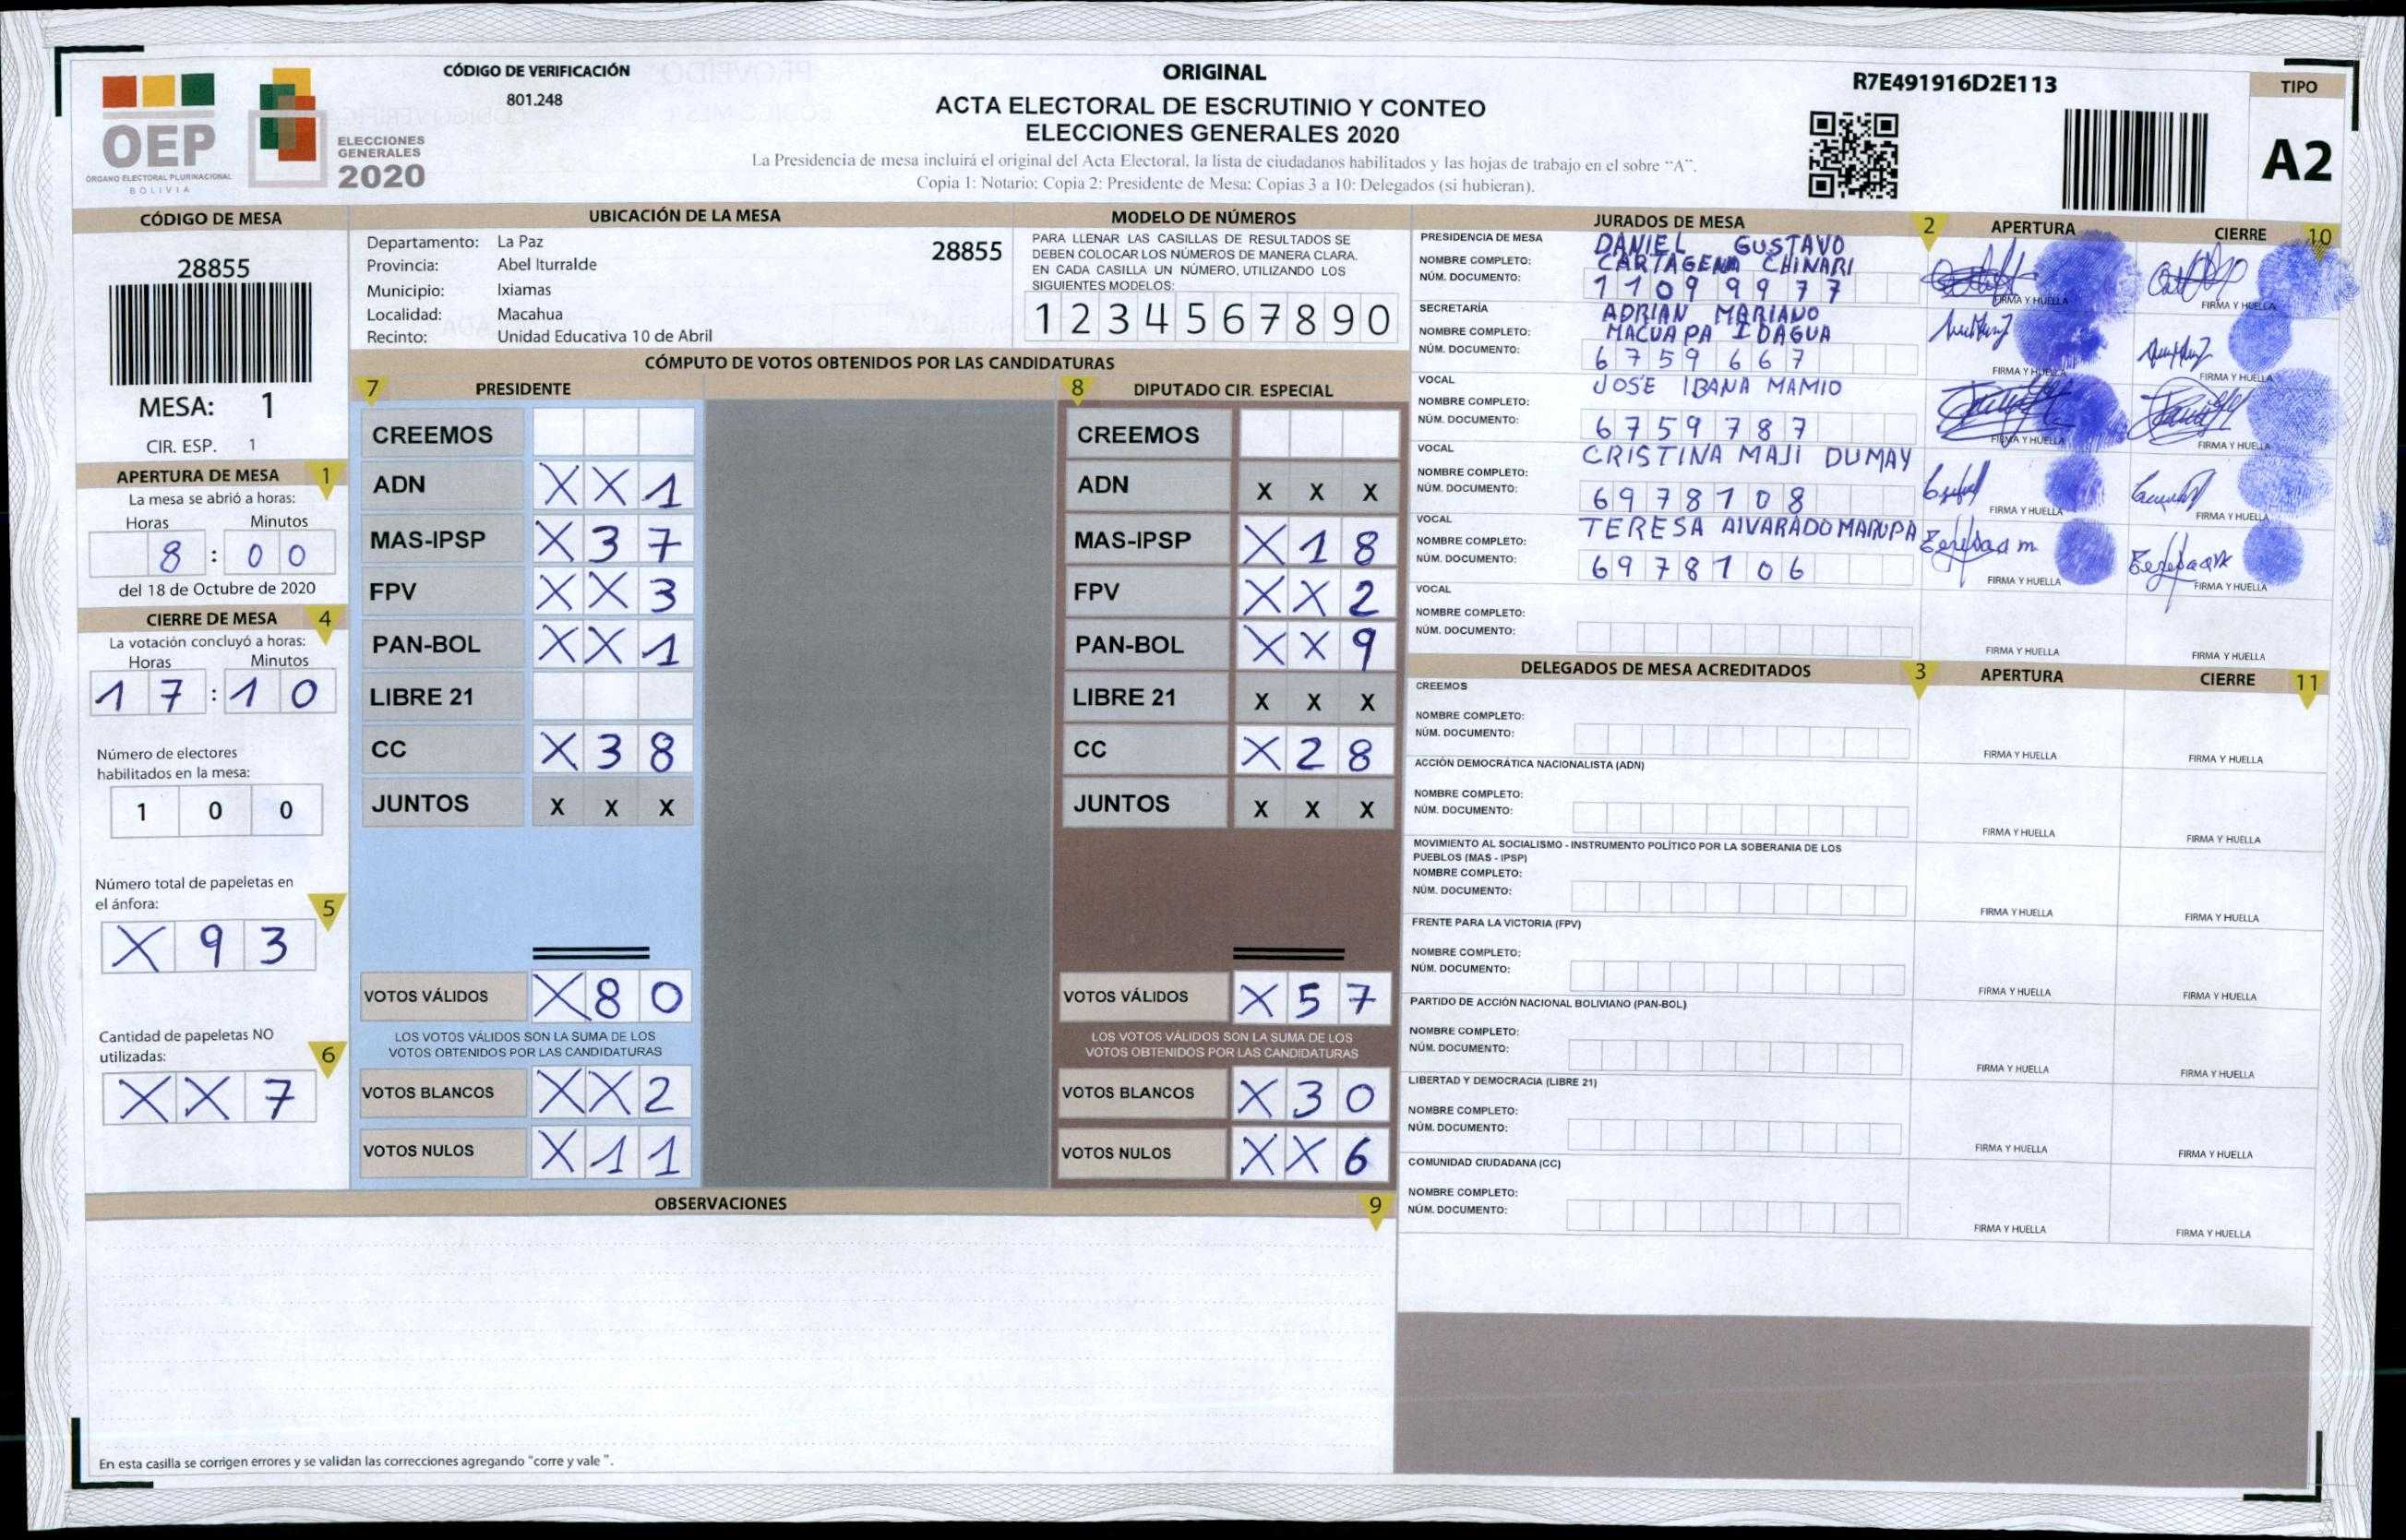 CÓDIGO DE VERIFICACIÓN
801.248
OEP
ÓRGANO ELECTORAL PLURINACIONAL
BOLIVIA
ELECCIONES
GENERALES
2020
ORIGINAL
ACTA ELECTORAL DE ESCRUTINIO Y CONTEO
ELECCIONES GENERALES 2020
La Presidencia de mesa incluirá el original del Acta Electoral, la lista de ciudadanos habilitados y las hojas de trabajo en el sobre "A".
Copia 1: Notario; Copia 2: Presidente de Mesa; Copias 3 a 10: Delegados (si hubieran).
R7E491916D2E113
TIPO
A2
CÓDIGO DE MESA
28855
MESA: 1
CIR. ESP. 1
APERTURA DE MESA 1
La mesa se abrió a horas:
Horas Minutos
8 : 0 0
del 18 de Octubre de 2020
CIERRE DE MESA 4
La votación concluyó a horas:
Horas Minutos
1 7 : 1 0
Número de electores
habilitados en la mesa:
1 0 0
Número total de papeletas en
el ánfora: 5
X 9 3
Cantidad de papeletas NO
utilizadas: 6
X X 7
UBICACIÓN DE LA MESA
Departamento: La Paz 28855
Provincia: Abel Iturralde
Municipio: Ixiamas
Localidad: Macahua
Recinto: Unidad Educativa 10 de Abril
MODELO DE NÚMEROS
PARA LLENAR LAS CASILLAS DE RESULTADOS SE
DEBEN COLOCAR LOS NÚMEROS DE MANERA CLARA.
EN CADA CASILLA UN NÚMERO, UTILIZANDO LOS
SIGUIENTES MODELOS:
1 2 3 4 5 6 7 8 9 0
CÓMPUTO DE VOTOS OBTENIDOS POR LAS CANDIDATURAS
7 PRESIDENTE
CREEMOS
ADN X X 1
MAS-IPSP X 3 7
FPV X X 3
PAN-BOL X X 1
LIBRE 21
CC X 3 8
JUNTOS X X X
VOTOS VÁLIDOS X 8 0
LOS VOTOS VÁLIDOS SON LA SUMA DE LOS
VOTOS OBTENIDOS POR LAS CANDIDATURAS
VOTOS BLANCOS X X 2
VOTOS NULOS X 1 1
8 DIPUTADO CIR. ESPECIAL
CREEMOS
ADN X X X
MAS-IPSP X 1 8
FPV X X 2
PAN-BOL X X 9
LIBRE 21 X X X
CC X 2 8
JUNTOS X X X
VOTOS VÁLIDOS X 5 7
LOS VOTOS VÁLIDOS SON LA SUMA DE LOS
VOTOS OBTENIDOS POR LAS CANDIDATURAS
VOTOS BLANCOS X 3 0
VOTOS NULOS X X 6
OBSERVACIONES 9
En esta casilla se corrigen errores y se validan las correcciones agregando "corre y vale".
JURADOS DE MESA 2 APERTURA CIERRE 10
PRESIDENCIA DE MESA DANIEL GUSTAVO
NOMBRE COMPLETO: CARTAGENA CHINARI
NÚM. DOCUMENTO: 1 1 0 9 9 9 7 7
FIRMA Y HUELLA FIRMA Y HUELLA
SECRETARÍA ADRIAN MARIANO
NOMBRE COMPLETO: MACUAPA IDAGUA
NÚM. DOCUMENTO: 6 7 5 9 6 6 7
FIRMA Y HUELLA FIRMA Y HUELLA
VOCAL JOSE IBANA MAMIO
NOMBRE COMPLETO:
NÚM. DOCUMENTO: 6 7 5 9 7 8 7
FIRMA Y HUELLA FIRMA Y HUELLA
VOCAL CRISTINA MAJI DUMAY
NOMBRE COMPLETO:
NÚM. DOCUMENTO: 6 9 7 8 1 0 8
FIRMA Y HUELLA FIRMA Y HUELLA
VOCAL TERESA ALVARADO MARUPA
NOMBRE COMPLETO:
NÚM. DOCUMENTO: 6 9 7 8 1 0 6
FIRMA Y HUELLA FIRMA Y HUELLA
VOCAL
NOMBRE COMPLETO:
NÚM. DOCUMENTO:
FIRMA Y HUELLA FIRMA Y HUELLA
DELEGADOS DE MESA ACREDITADOS 3 APERTURA CIERRE 11
CREEMOS
NOMBRE COMPLETO:
NÚM. DOCUMENTO:
FIRMA Y HUELLA FIRMA Y HUELLA
ACCIÓN DEMOCRÁTICA NACIONALISTA (ADN)
NOMBRE COMPLETO:
NÚM. DOCUMENTO:
FIRMA Y HUELLA FIRMA Y HUELLA
MOVIMIENTO AL SOCIALISMO - INSTRUMENTO POLÍTICO POR LA SOBERANIA DE LOS
PUEBLOS (MAS - IPSP)
NOMBRE COMPLETO:
NÚM. DOCUMENTO:
FIRMA Y HUELLA FIRMA Y HUELLA
FRENTE PARA LA VICTORIA (FPV)
NOMBRE COMPLETO:
NÚM. DOCUMENTO:
FIRMA Y HUELLA FIRMA Y HUELLA
PARTIDO DE ACCIÓN NACIONAL BOLIVIANO (PAN-BOL)
NOMBRE COMPLETO:
NÚM. DOCUMENTO:
FIRMA Y HUELLA FIRMA Y HUELLA
LIBERTAD Y DEMOCRACIA (LIBRE 21)
NOMBRE COMPLETO:
NÚM. DOCUMENTO:
FIRMA Y HUELLA FIRMA Y HUELLA
COMUNIDAD CIUDADANA (CC)
NOMBRE COMPLETO:
NÚM. DOCUMENTO:
FIRMA Y HUELLA FIRMA Y HUELLA